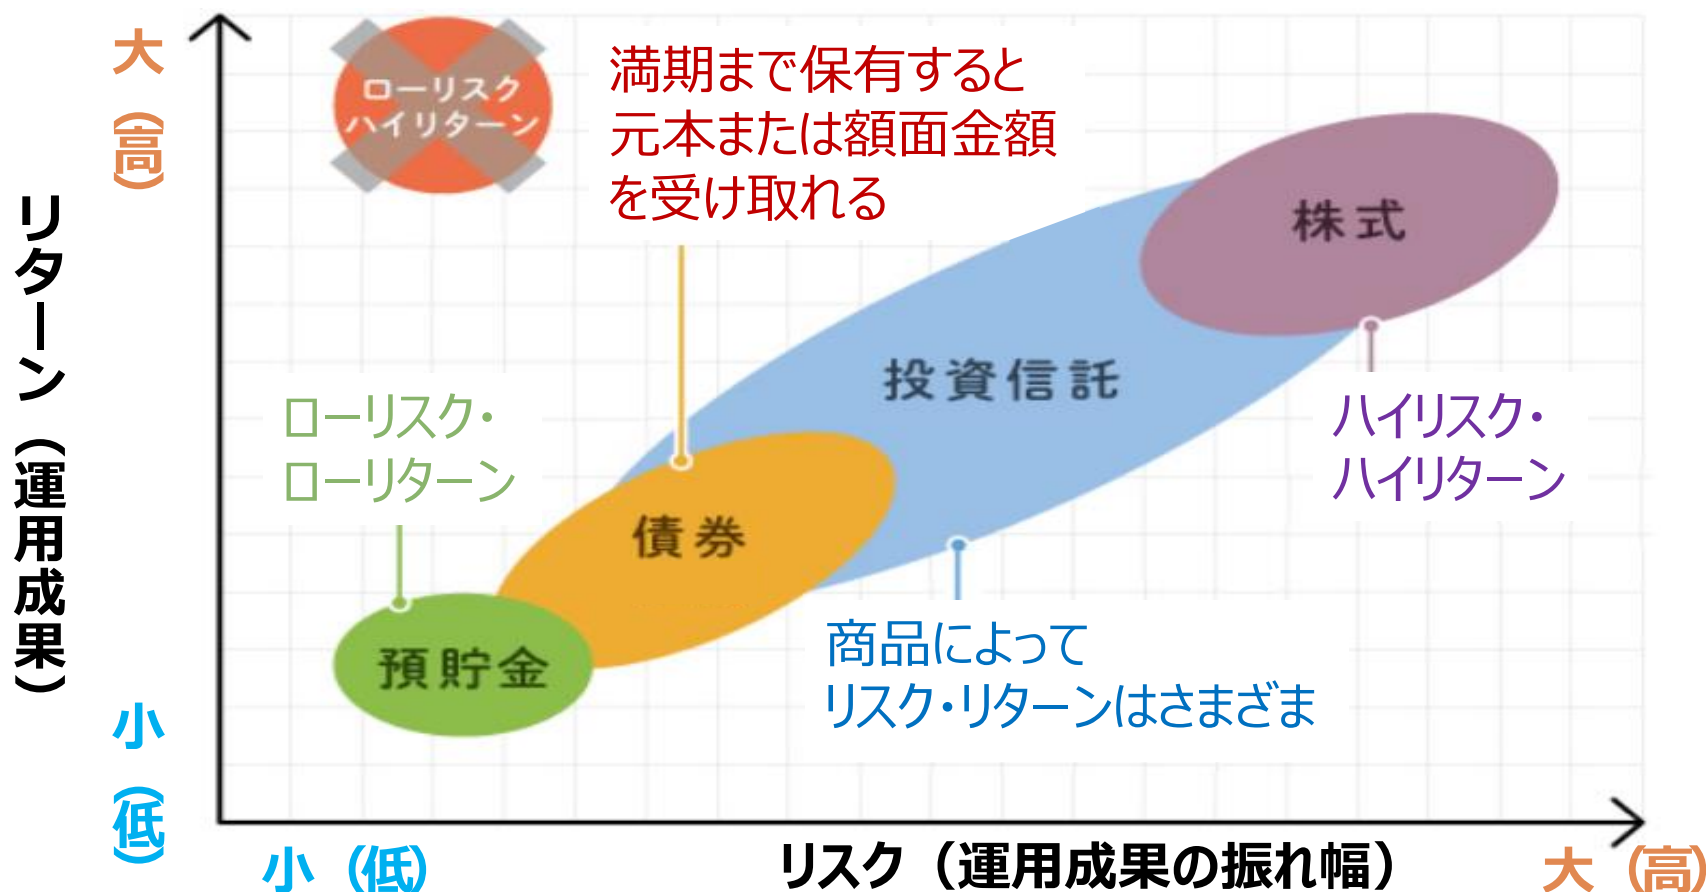 大（高）
ローリスク
ハイリターン
満期まで保有すると
元本または額面金額
を受け取れる
株式
リターン（運用成果）
投資信託
ローリスク・
ローリターン
ハイリスク・
ハイリターン
債券
預貯金
商品によって
リスク・リターンはさまざま
小（低）
小（低）
リスク（運用成果の振れ幅）
大（高）